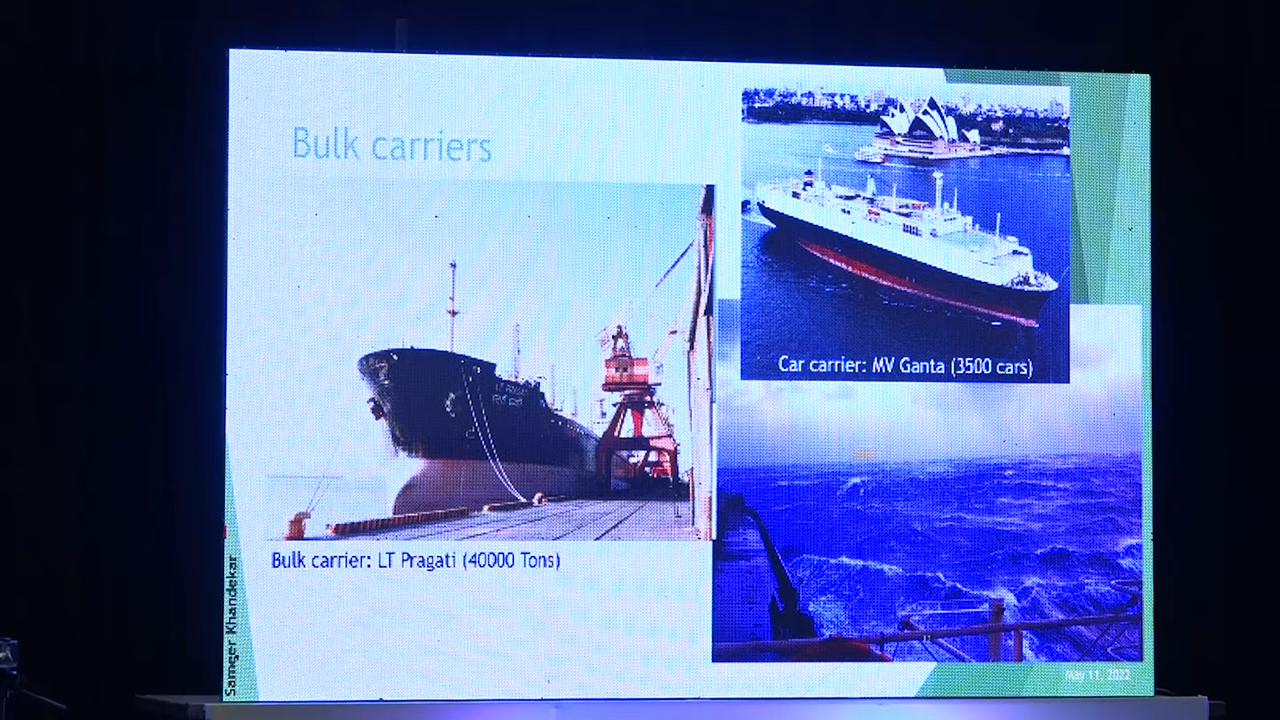 Bulk carriers
Car carrier: MV Ganta (3500 cars)
Bulk carrier: LT Pragati (40000 Tons)
Sameer Khandekar
May 11, 2022